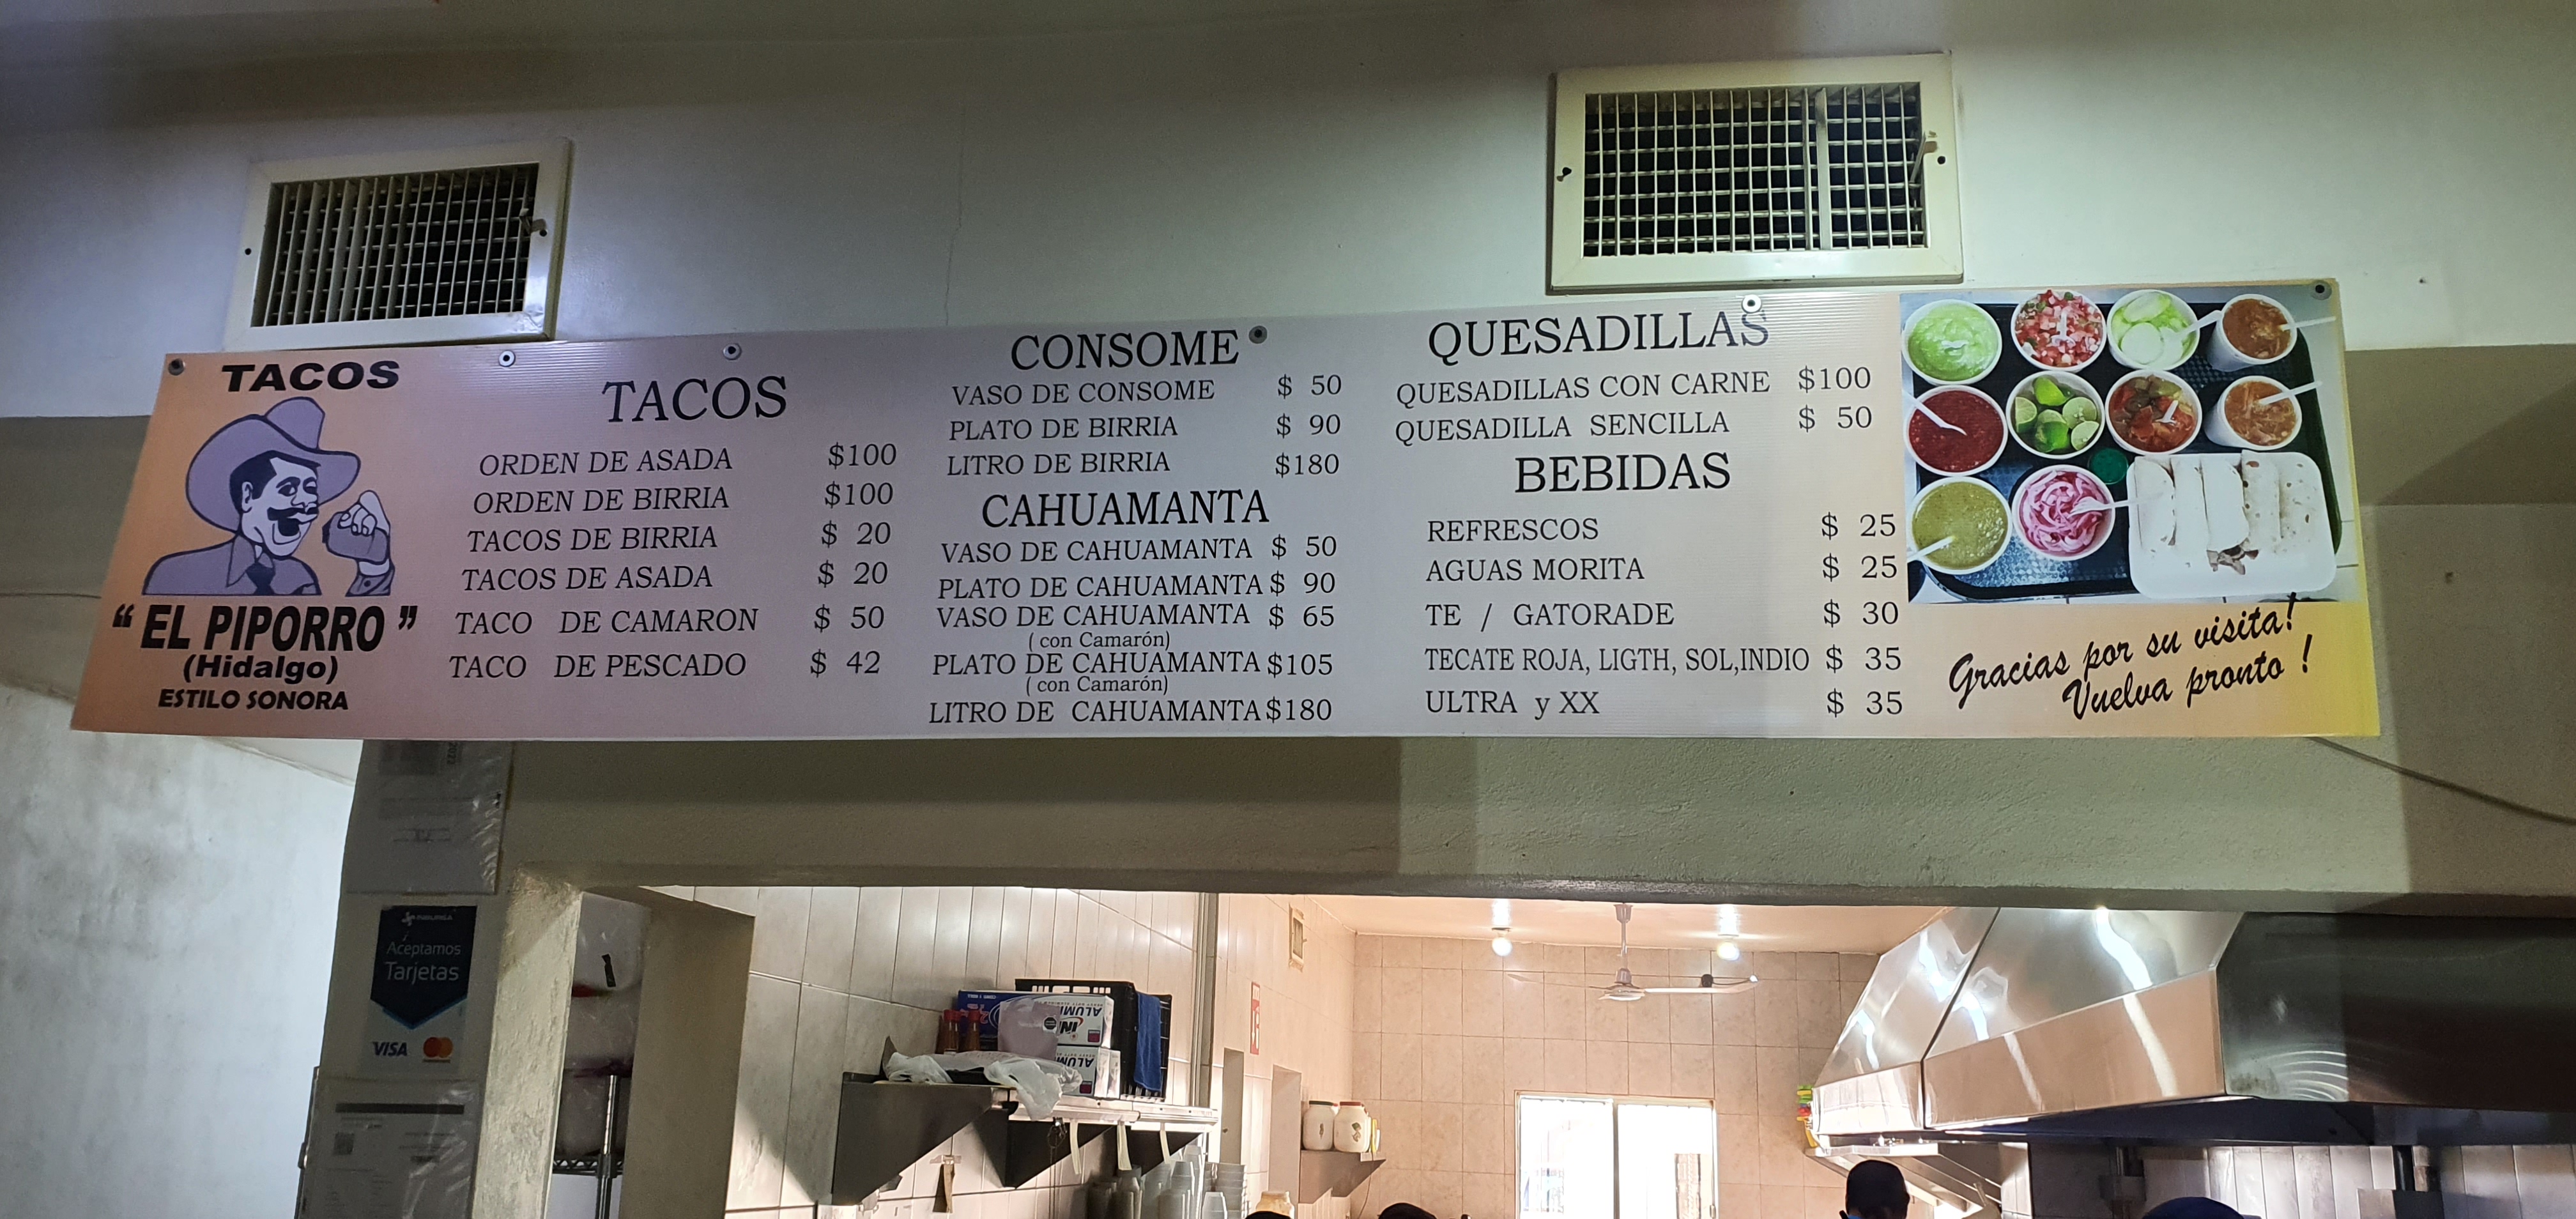 TACOS
" EL PIPORRO "
(Hidalgo)
ESTILO SONORA
TACOS
ORDEN DE ASADA $100
ORDEN DE BIRRIA $100
TACOS DE BIRRIA $ 20
TACOS DE ASADA $ 20
TACO DE CAMARON $ 50
TACO DE PESCADO $ 42
CONSOME
VASO DE CONSOME $ 50
PLATO DE BIRRIA $ 90
LITRO DE BIRRIA $180
CAHUAMANTA
VASO DE CAHUAMANTA $ 50
PLATO DE CAHUAMANTA $ 90
VASO DE CAHUAMANTA $ 65
( con Camarón)
PLATO DE CAHUAMANTA $105
( con Camarón)
LITRO DE CAHUAMANTA $180
QUESADILLAS
QUESADILLAS CON CARNE $100
QUESADILLA SENCILLA $ 50
BEBIDAS
REFRESCOS $ 25
AGUAS MORITA $ 25
TE / GATORADE $ 30
TECATE ROJA, LIGTH, SOL,INDIO $ 35
ULTRA y XX $ 35
Gracias por su visita!
Vuelva pronto !
2022
Aceptamos
Tarjetas
VISA
ALUMI
ALUMI